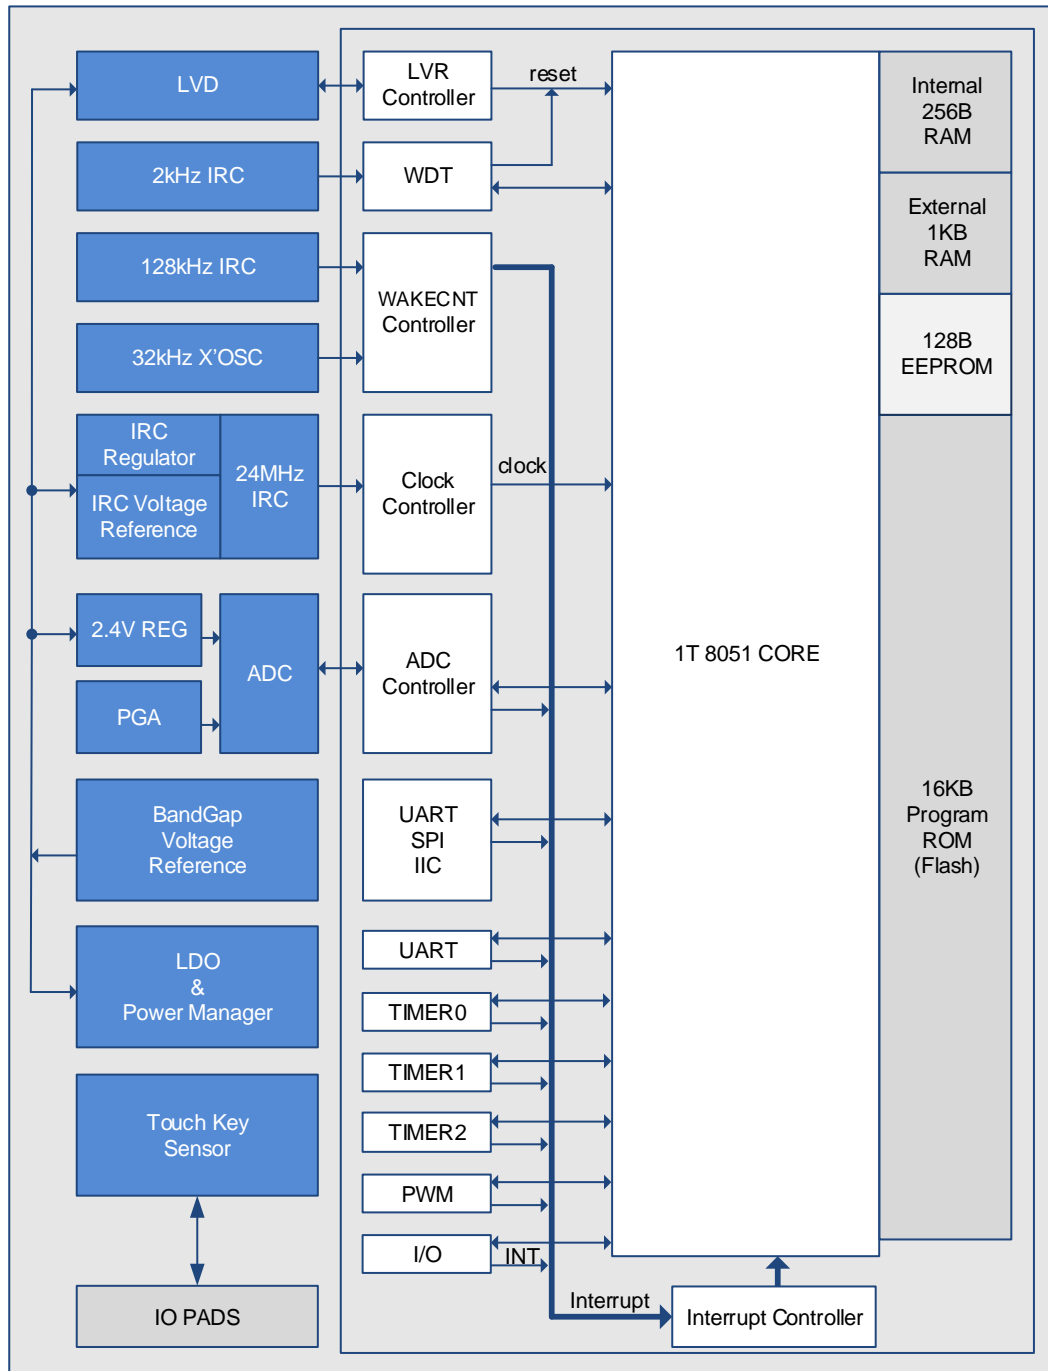 LVD
LVR
Controller
reset
Internal
256B
RAM
2kHz IRC
WDT
External
1KB
RAM
128kHz IRC
WAKECNT
Controller
32kHz X'OSC
128B
EEPROM
IRC
Regulator
IRC Voltage
Reference
24MHz
IRC
Clock
Controller
clock
2.4V REG
PGA
ADC
ADC
Controller
1T 8051 CORE
BandGap
Voltage
Reference
UART
SPI
IIC
16KB
Program
ROM
(Flash)
LDO
&
Power Manager
UART
TIMER0
TIMER1
Touch Key
Sensor
TIMER2
PWM
I/O
INT
IO PADS
Interrupt
Interrupt Controller